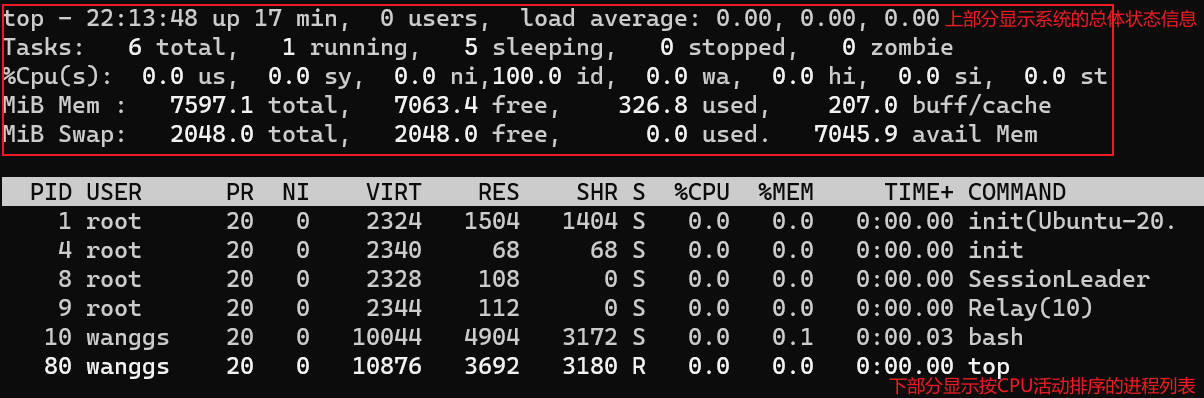 top - 22:13:48 up 17 min,  0 users,  load average: 0.00, 0.00, 0.00 上部分显示系统的总体状态信息
Tasks:   6 total,   1 running,   5 sleeping,   0 stopped,   0 zombie
%Cpu(s):  0.0 us,  0.0 sy,  0.0 ni,100.0 id,  0.0 wa,  0.0 hi,  0.0 si,  0.0 st
MiB Mem :   7597.1 total,   7063.4 free,    326.8 used,    207.0 buff/cache
MiB Swap:   2048.0 total,   2048.0 free,      0.0 used.   7045.9 avail Mem
  PID USER      PR  NI    VIRT    RES    SHR S  %CPU  %MEM     TIME+ COMMAND
    1 root      20   0    2324   1504   1404 S   0.0   0.0   0:00.00 init(Ubuntu-20.
    4 root      20   0    2340     68     68 S   0.0   0.0   0:00.00 init
    8 root      20   0    2328    108      0 S   0.0   0.0   0:00.00 SessionLeader
    9 root      20   0    2344    112      0 S   0.0   0.0   0:00.00 Relay(10)
   10 wanggs    20   0   10044   4904   3172 S   0.0   0.1   0:00.03 bash
   80 wanggs    20   0   10876   3692   3180 R   0.0   0.0   0:00.00 top
下部分显示按CPU活动排序的进程列表